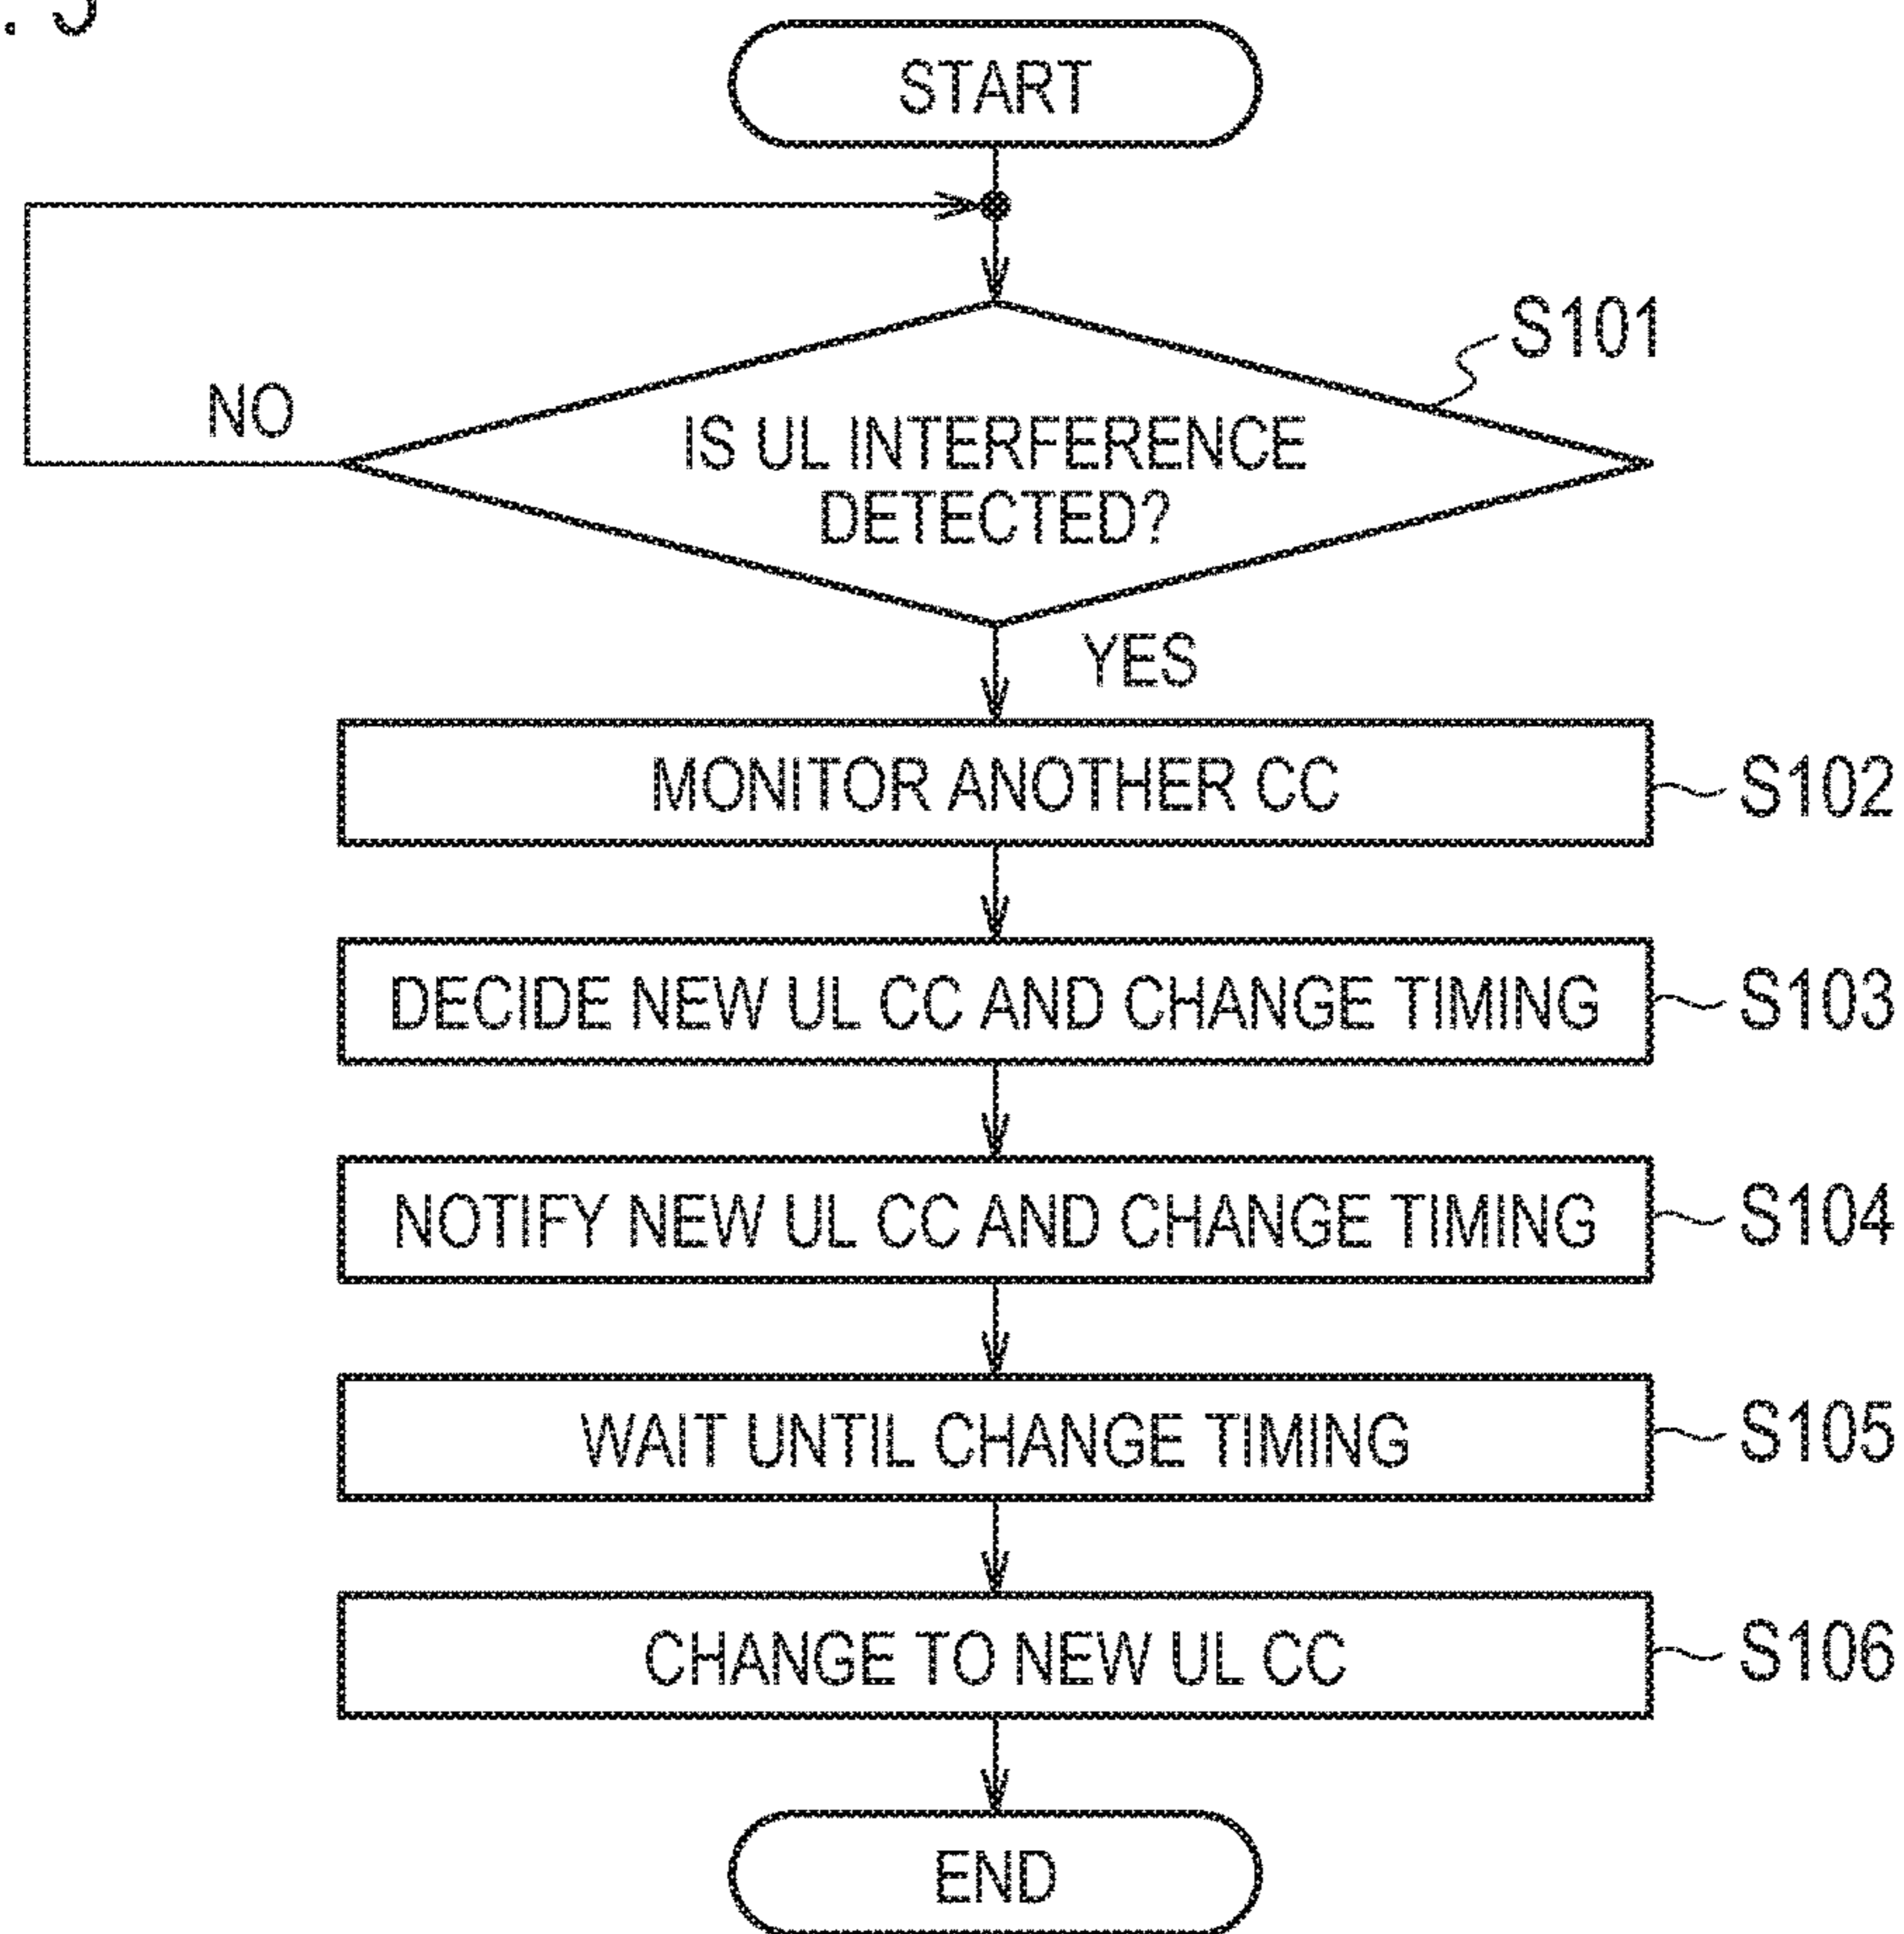 . 5
START
S101
NO
IS UL INTERFERENCE
DETECTED?
YES
MONITOR ANOTHER CC
S102
DECIDE NEW UL CC AND CHANGE TIMING
S103
NOTIFY NEW UL CC AND CHANGE TIMING
S104
WAIT UNTIL CHANGE TIMING
S105
CHANGE TO NEW UL CC
S106
END